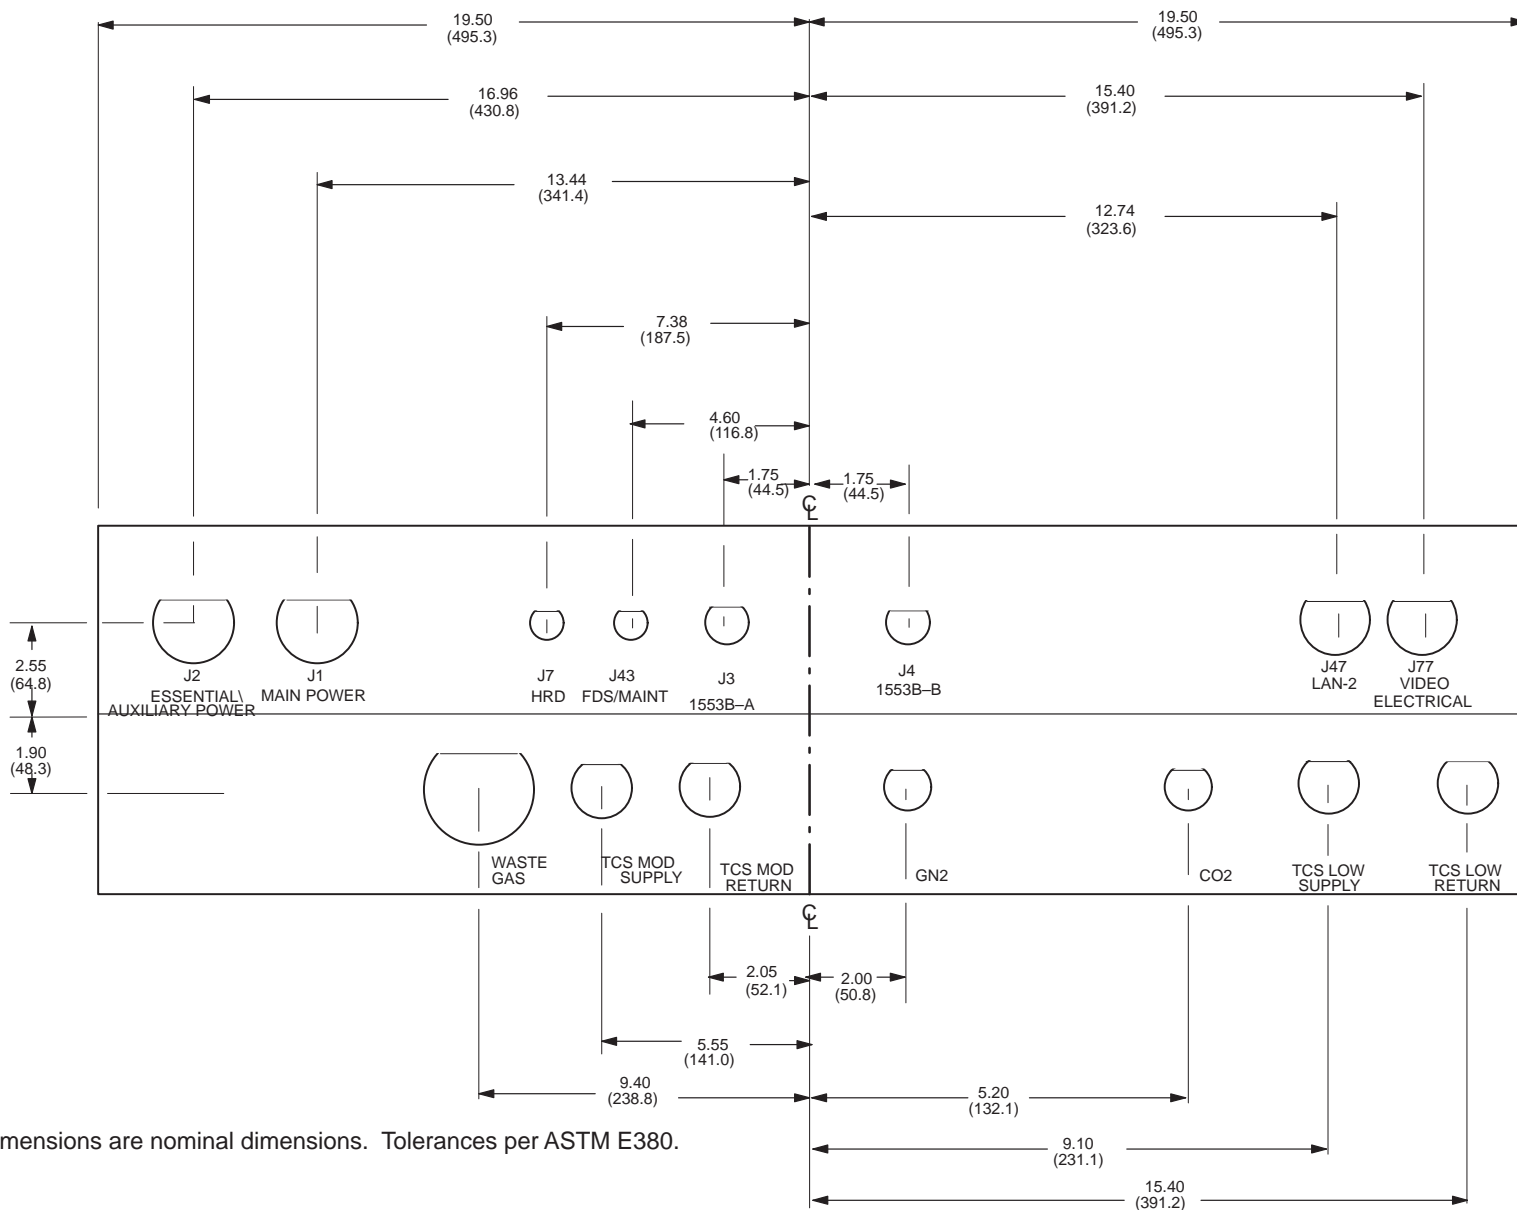 19.50
(495.3)
19.50
(495.3)
16.96
(430.8)
15.40
(391.2)
13.44
(341.4)
12.74
(323.6)
7.38
(187.5)
4.60
(116.8)
1.75
(44.5)
1.75
(44.5)
CL
2.55
(64.8)
J2
ESSENTIAL\
AUXILIARY POWER
J1
MAIN POWER
J7
HRD
J43
FDS/MAINT
J3
1553B–A
J4
1553B–B
J47
LAN-2
J77
VIDEO
ELECTRICAL
1.90
(48.3)
WASTE
GAS
TCS MOD
SUPPLY
TCS MOD
RETURN
GN2
CO2
TCS LOW
SUPPLY
TCS LOW
RETURN
CL
2.05
(52.1)
2.00
(50.8)
5.55
(141.0)
9.40
(238.8)
5.20
(132.1)
mensions are nominal dimensions. Tolerances per ASTM E380.
9.10
(231.1)
15.40
(391.2)